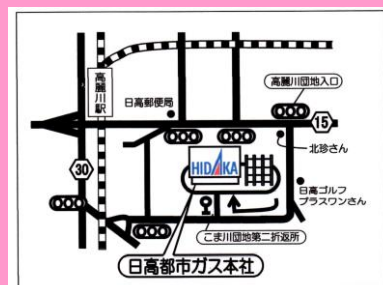 高麗川駅
日高郵便局
高麗川団地入口
15
北珍さん
30
HIDAKA
日高ゴルフ
プラスワンさん
こま川団地第二折返所
日高都市ガス本社